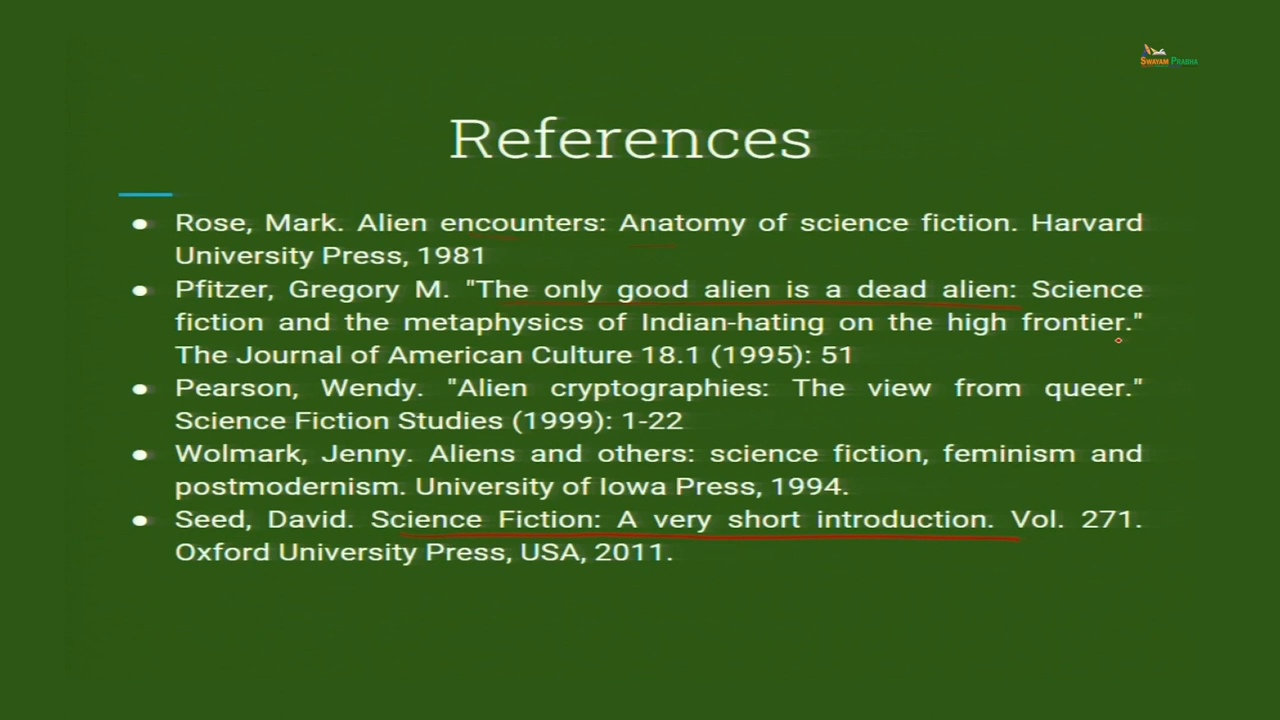 SWAYAM PRABHA
References
● Rose, Mark. Alien encounters: Anatomy of science fiction. Harvard
University Press, 1981
● Pfitzer, Gregory M. "The only good alien is a dead alien: Science
fiction and the metaphysics of Indian-hating on the high frontier."
The Journal of American Culture 18.1 (1995): 51
● Pearson, Wendy. "Alien cryptographies: The view from queer."
Science Fiction Studies (1999): 1-22
● Wolmark, Jenny. Aliens and others: science fiction, feminism and
postmodernism. University of Iowa Press, 1994.
● Seed, David. Science Fiction: A very short introduction. Vol. 271.
Oxford University Press, USA, 2011.